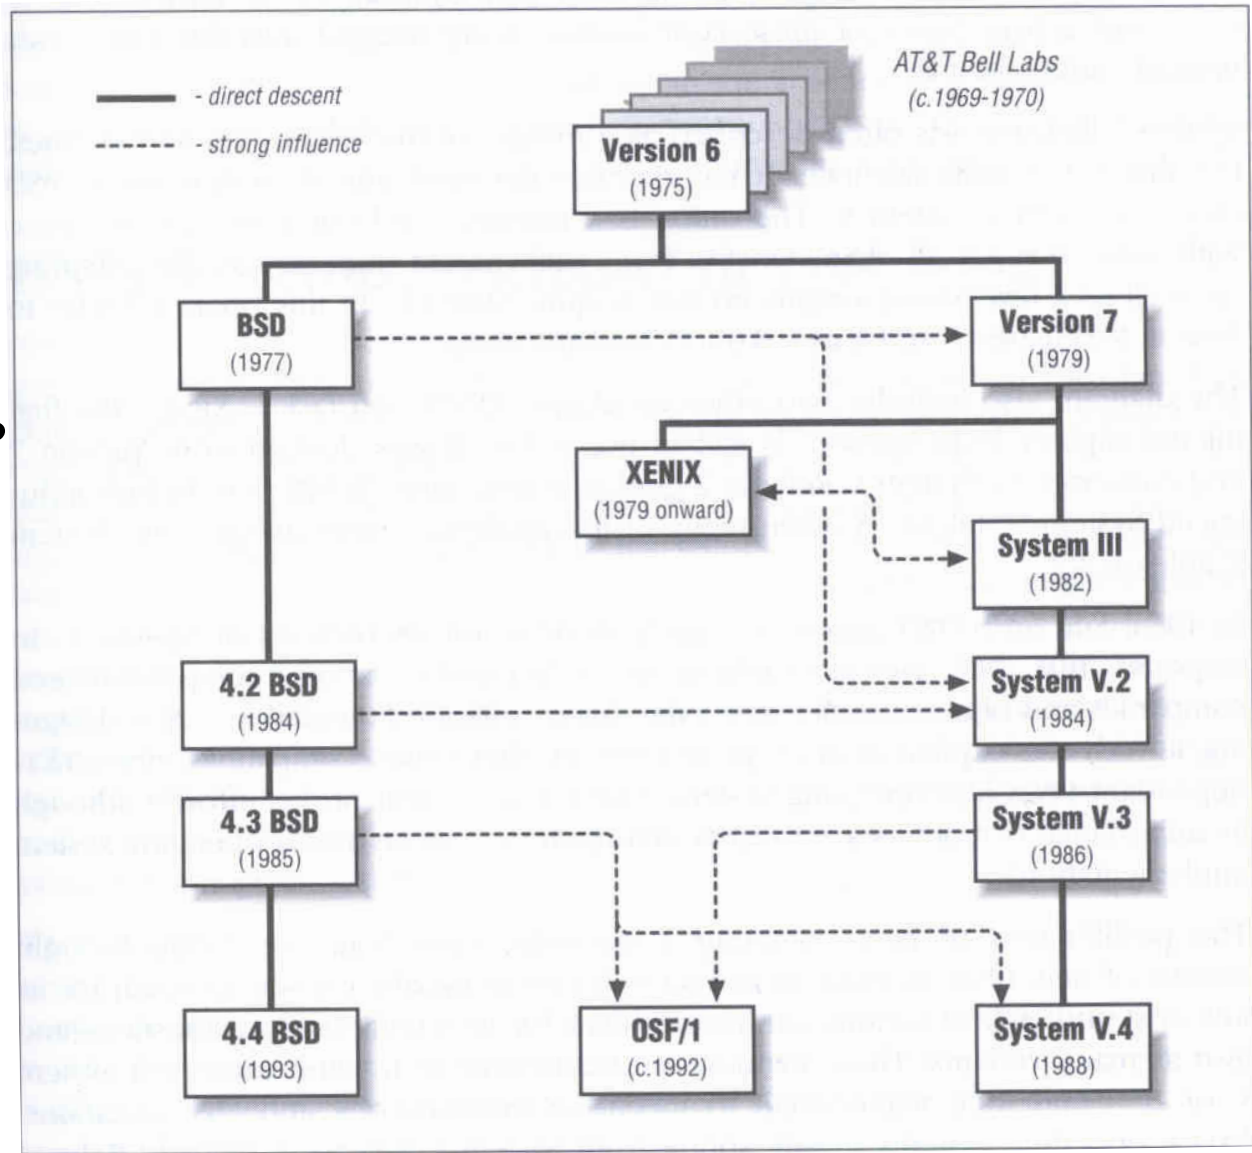 AT&T Bell Labs
(c.1969-1970)
- direct descent
- strong influence
Version 6
(1975)
BSD
(1977)
Version 7
(1979)
XENIX
(1979 onward)
System III
(1982)
4.2 BSD
(1984)
System V.2
(1984)
4.3 BSD
(1985)
System V.3
(1986)
4.4 BSD
(1993)
OSF/1
(c.1992)
System V.4
(1988)